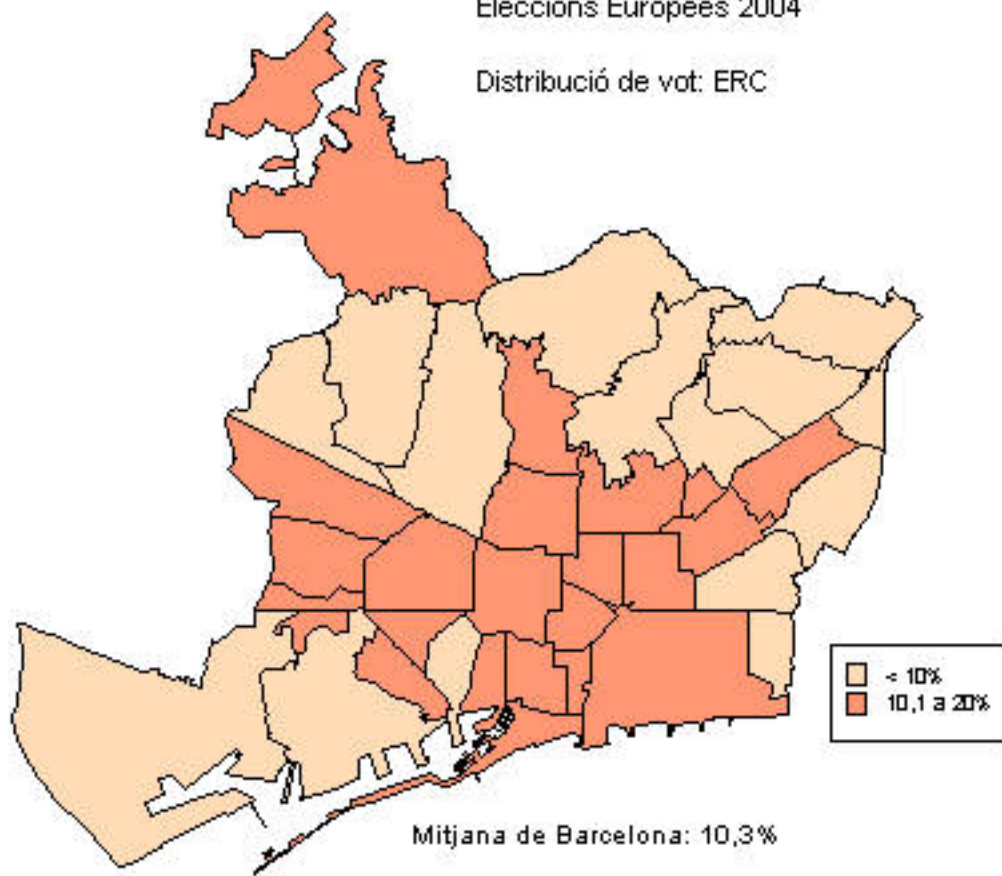 Eleccions Europees 2004
Distribució de vot: ERC
< 10%
10,1 a 20%
Mitjana de Barcelona: 10,3%